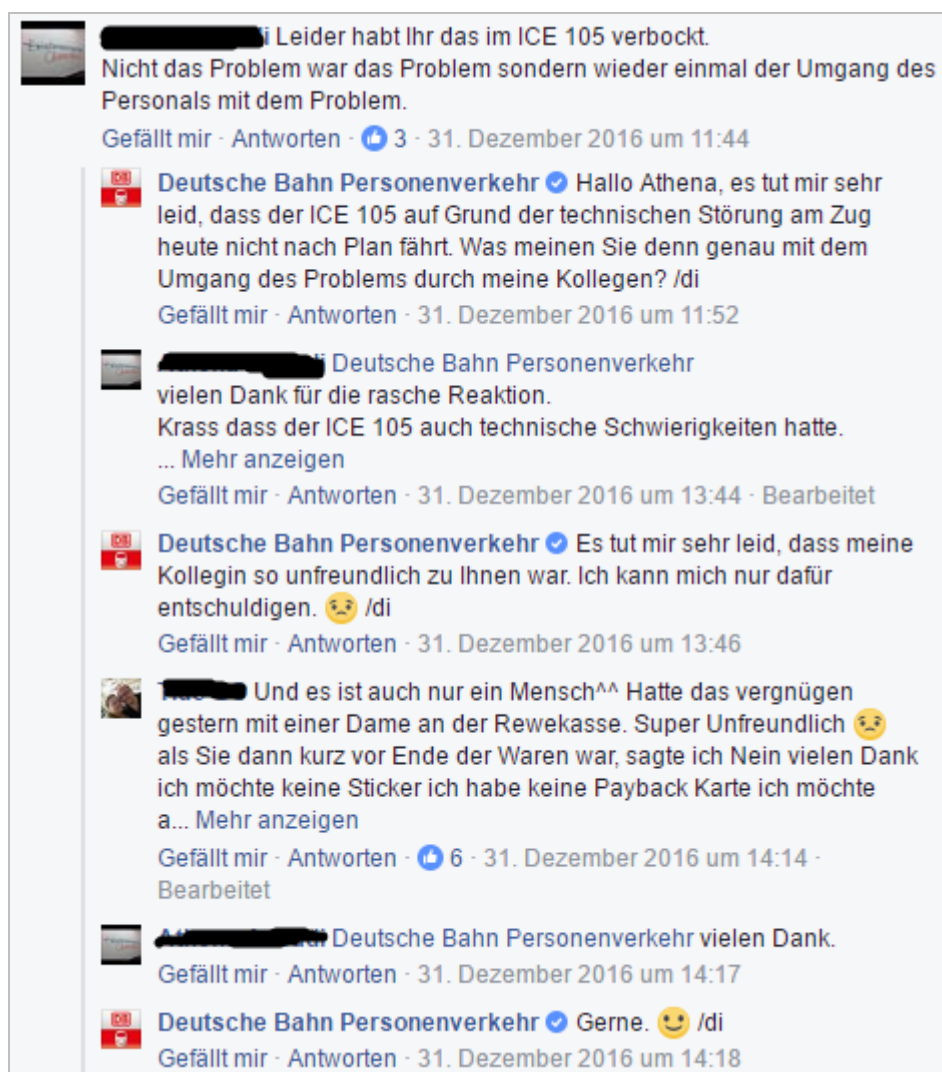 Leider habt Ihr das im ICE 105 verbockt.
Nicht das Problem war das Problem sondern wieder einmal der Umgang des
Personals mit dem Problem.
Gefällt mir · Antworten · 3 · 31. Dezember 2016 um 11:44
Deutsche Bahn Personenverkehr Hallo Athena, es tut mir sehr
leid, dass der ICE 105 auf Grund der technischen Störung am Zug
heute nicht nach Plan fährt. Was meinen Sie denn genau mit dem
Umgang des Problems durch meine Kollegen? /di
Gefällt mir · Antworten · 31. Dezember 2016 um 11:52
Deutsche Bahn Personenverkehr
vielen Dank für die rasche Reaktion.
Krass dass der ICE 105 auch technische Schwierigkeiten hatte.
... Mehr anzeigen
Gefällt mir · Antworten · 31. Dezember 2016 um 13:44 · Bearbeitet
Deutsche Bahn Personenverkehr Es tut mir sehr leid, dass meine
Kollegin so unfreundlich zu Ihnen war. Ich kann mich nur dafür
entschuldigen. 😟 /di
Gefällt mir · Antworten · 31. Dezember 2016 um 13:46
Und es ist auch nur ein Mensch^^ Hatte das vergnügen
gestern mit einer Dame an der Rewekasse. Super Unfreundlich 😟
als Sie dann kurz vor Ende der Waren war, sagte ich Nein vielen Dank
ich möchte keine Sticker ich habe keine Payback Karte ich möchte
a... Mehr anzeigen
Gefällt mir · Antworten · 6 · 31. Dezember 2016 um 14:14 ·
Bearbeitet
Deutsche Bahn Personenverkehr vielen Dank.
Gefällt mir · Antworten · 31. Dezember 2016 um 14:17
Deutsche Bahn Personenverkehr Gerne. 🙂 /di
Gefällt mir · Antworten · 31. Dezember 2016 um 14:18